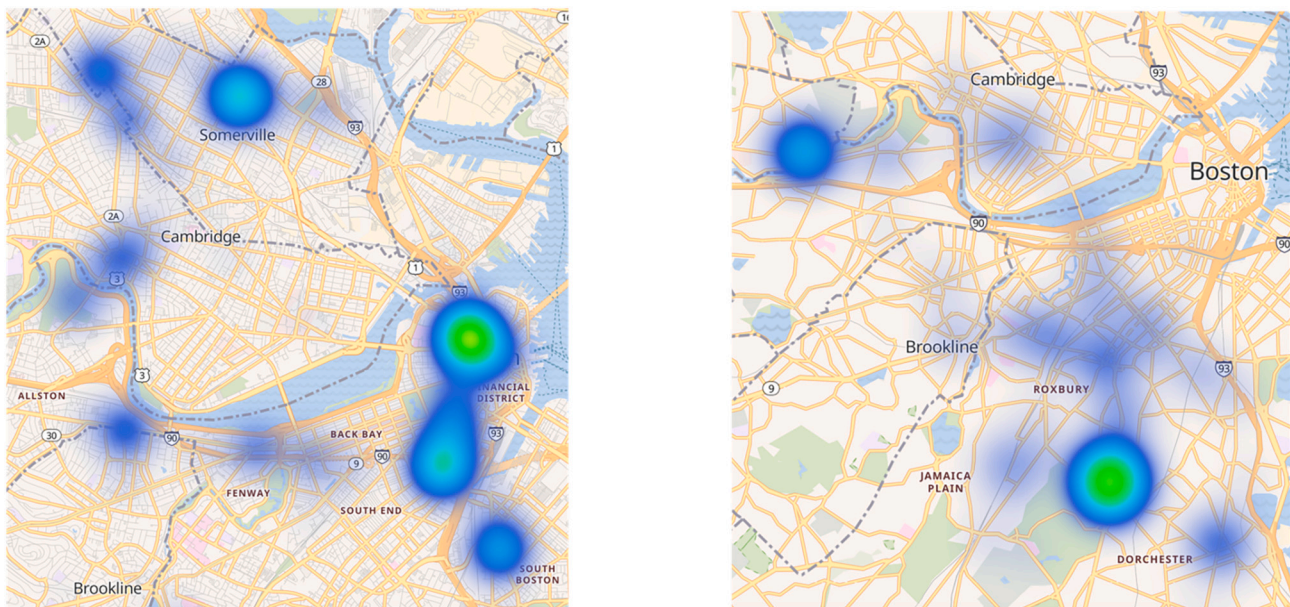 2A
16
28
Somerville
93
1
2A
Cambridge
3
1
93
3
ALLSTON
FINANCIAL
DISTRICT
30
90
BACK BAY
9
90
93
FENWAY
SOUTH END
SOUTH
BOSTON
Brookline
Cambridge
93
Boston
90
90
Brookline
93
9
ROXBURY
JAMAICA
PLAIN
DORCHESTER